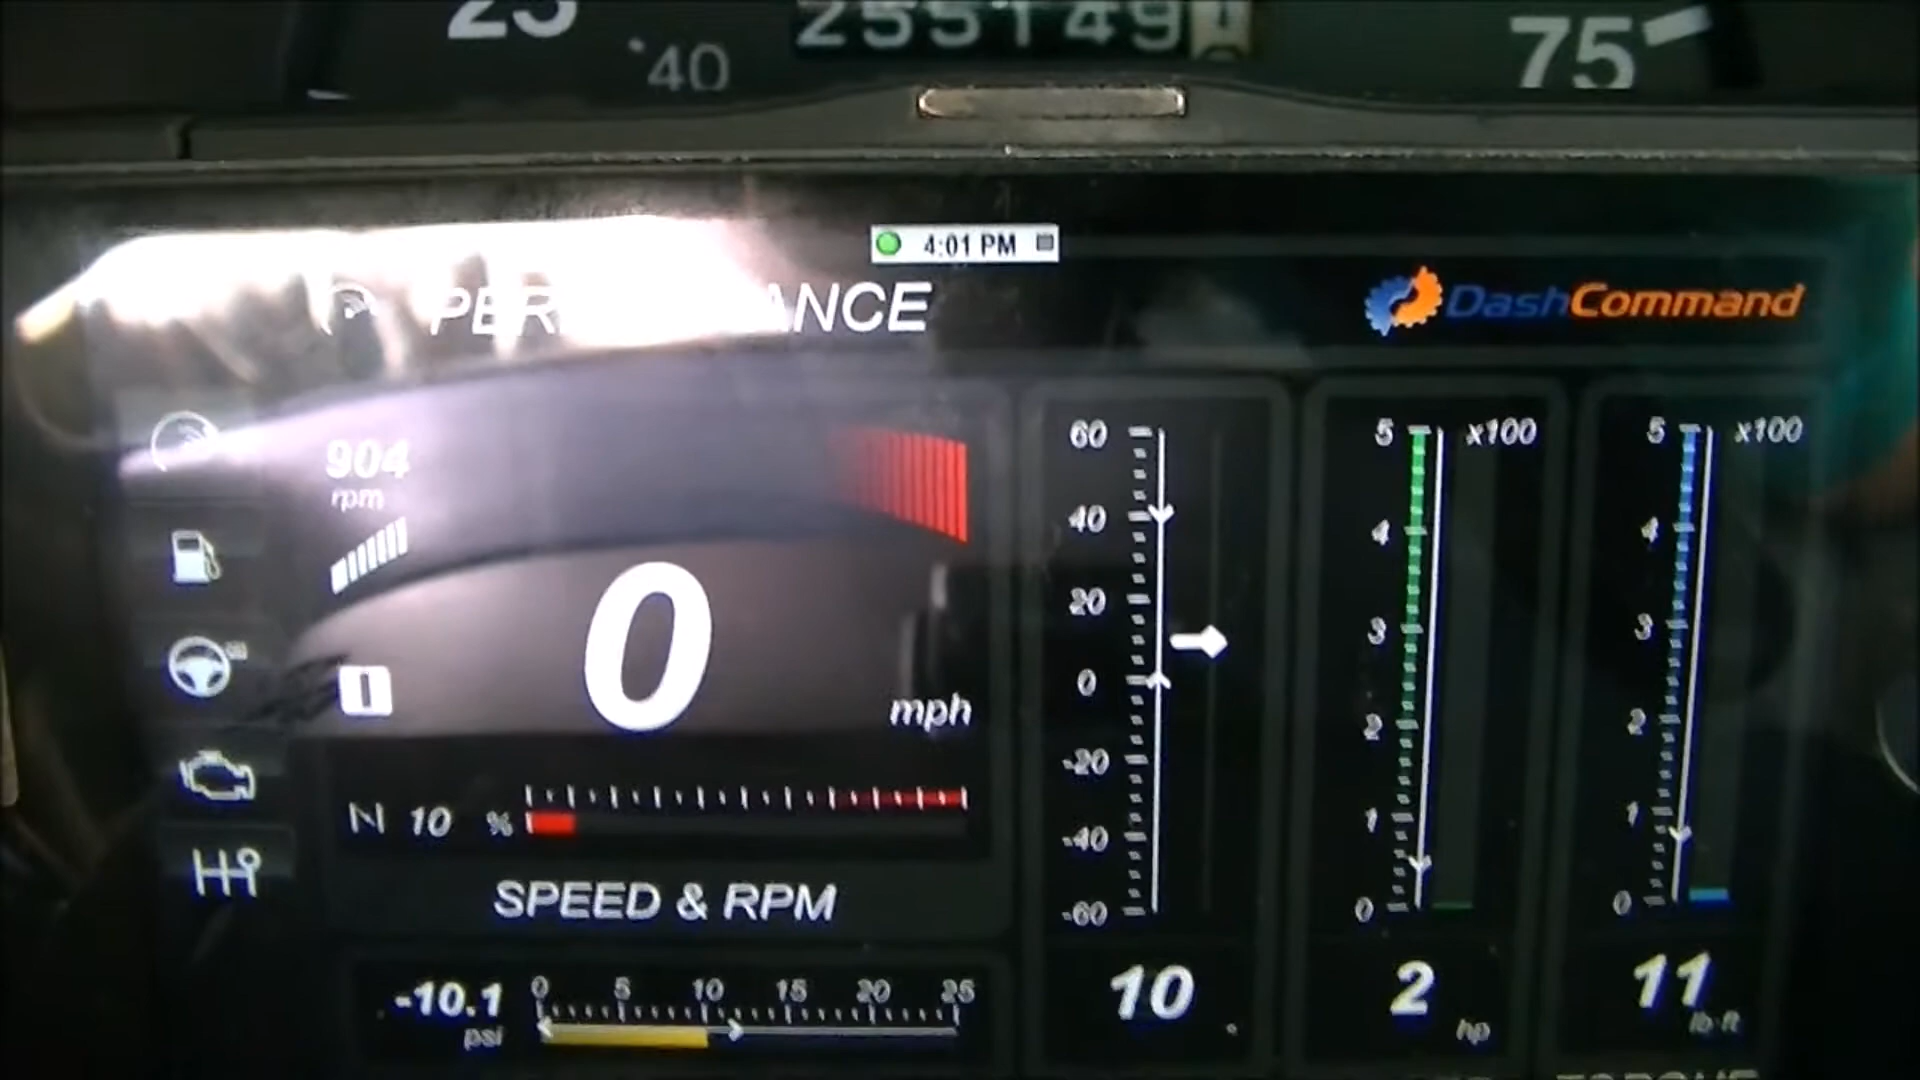 25
40
255149
75
4:01 PM
PERFORMANCE
DashCommand
904
rpm
0
mph
N 10 %
SPEED & RPM
-10.1
psi
0 5 10 15 20 25
60
40
20
0
-20
-40
-60
10
5 x100
4
3
2
1
0
2
hp
5 x100
4
3
2
1
0
11
lb·ft
TORQUE